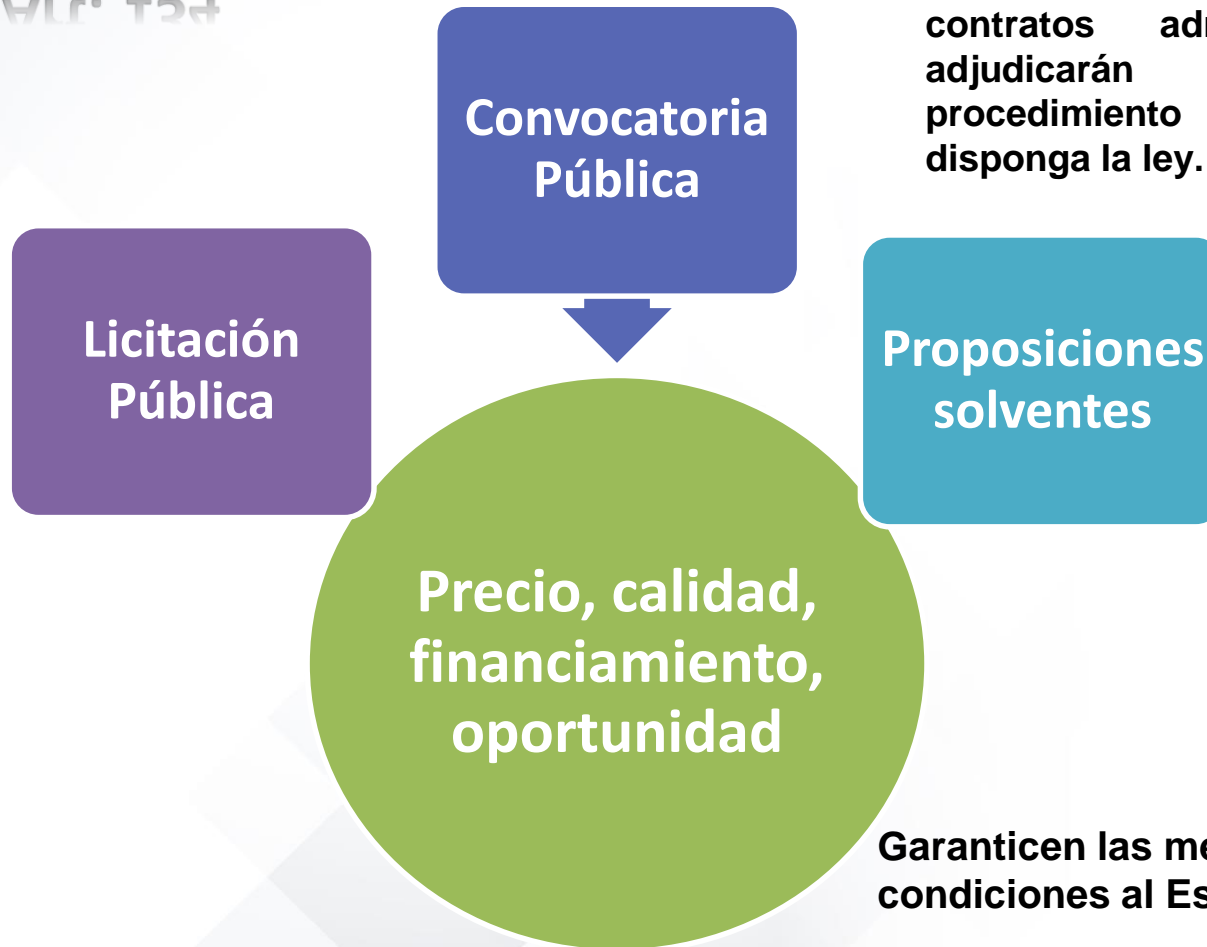 contratos
adjudicarán
procedimiento
disponga la ley.
Convocatoria
Pública
Licitación
Pública
Proposiciones
solventes
Precio, calidad,
financiamiento,
oportunidad
Garanticen las
condiciones al